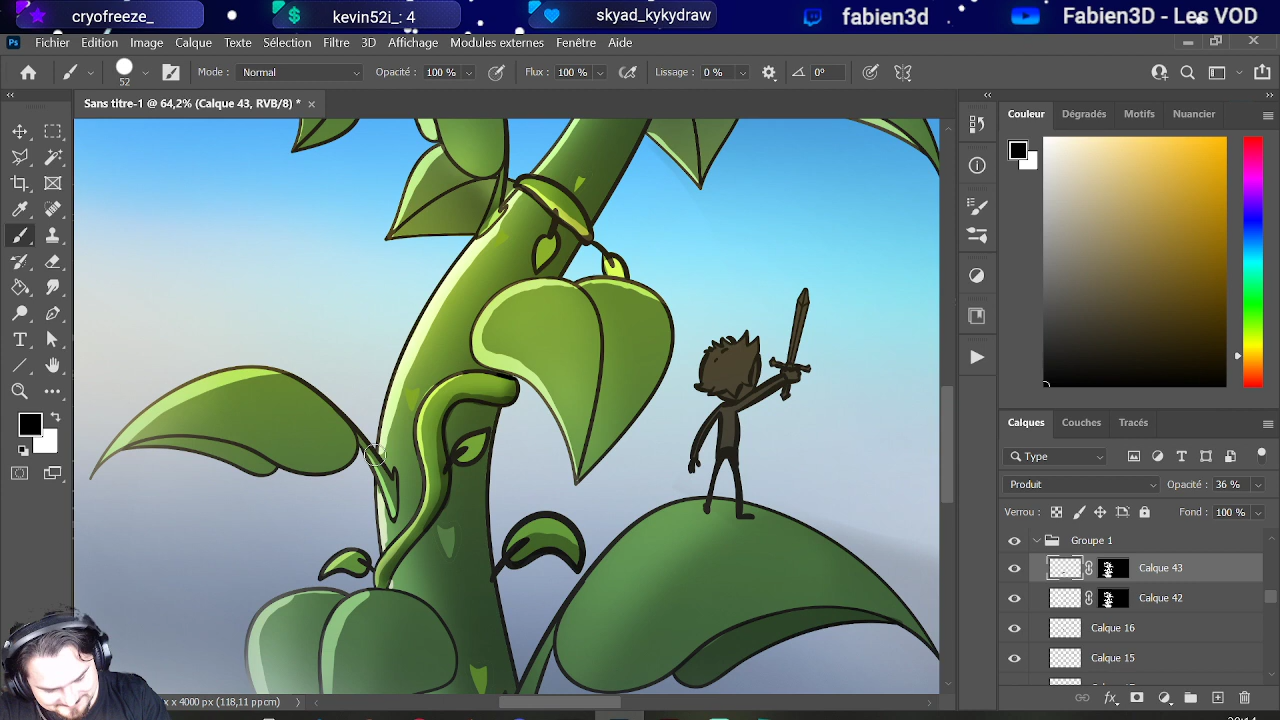 cryofreeze_
kevin52i_: 4
skyad_kykydraw
fabien3d
Fabien3D - Les VOD
Ps Fichier Edition Image Calque Texte Sélection Filtre 3D Affichage Modules externes Fenêtre Aide
52
Mode : Normal Opacité : 100 % Flux : 100 % Lissage : 0 % 0°
Sans titre-1 @ 64,2% (Calque 43, RVB/8) *
Couleur Dégradés Motifs Nuancier
Calques Couches Tracés
Type
Produit Opacité : 36 %
Verrou : Fond : 100 %
Groupe 1
Calque 43
Calque 42
Calque 16
Calque 15
x 4000 px (118,11 ppcm)